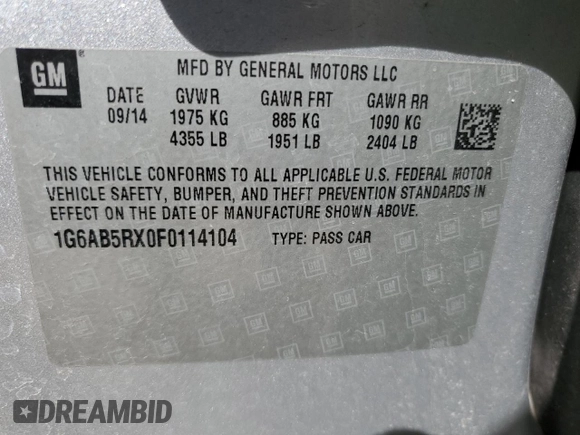 GM
MFD BY GENERAL MOTORS LLC
DATE GVWR GAWR FRT GAWR RR
09/14 1975 KG 885 KG 1090 KG
4355 LB 1951 LB 2404 LB
THIS VEHICLE CONFORMS TO ALL APPLICABLE U.S. FEDERAL MOTOR
VEHICLE SAFETY, BUMPER, AND THEFT PREVENTION STANDARDS IN
EFFECT ON THE DATE OF MANUFACTURE SHOWN ABOVE.
1G6AB5RX0F0114104 TYPE: PASS CAR
DREAMBID